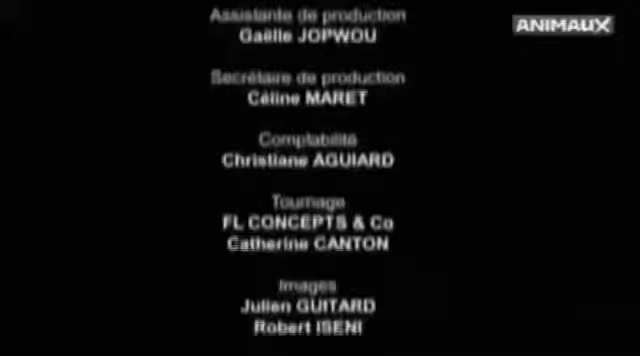 Assistante de production
Gaëlle JOPWOU
ANIMAUX
Secrétaire de production
Céline MARET
Comptabilité
Christiane AGUIARD
Tournage
FL CONCEPTS & Co
Catherine CANTON
Images
Julien GUITARD
Robert ISENI